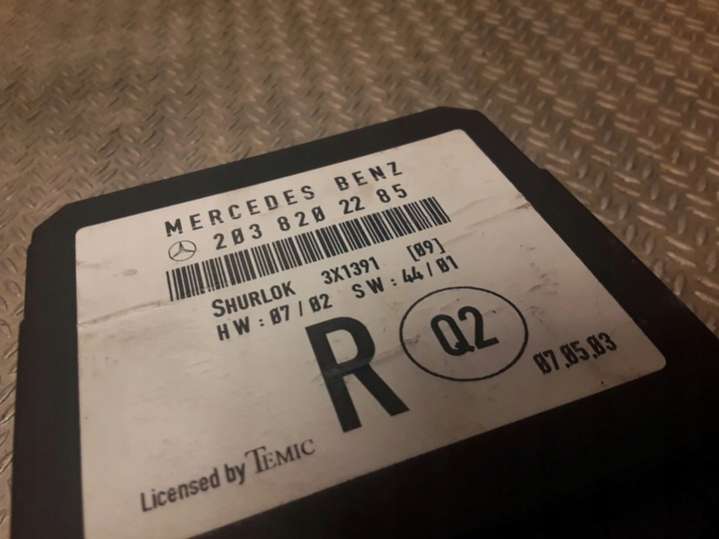 MERCEDES BENZ
203 820 22 85
SHURLOK 3X1391 [09]
HW : 07 / 02 SW : 44 / 01
R Q2
07.05.03
Licensed by TEMIC